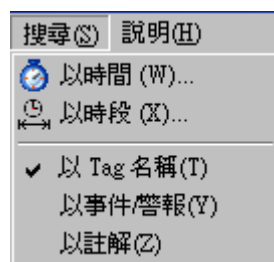 搜尋(S) 說明(H)
以時間 (W)...
以時段 (X)...
以 Tag 名稱(T)
以事件/警報(Y)
以註解(Z)